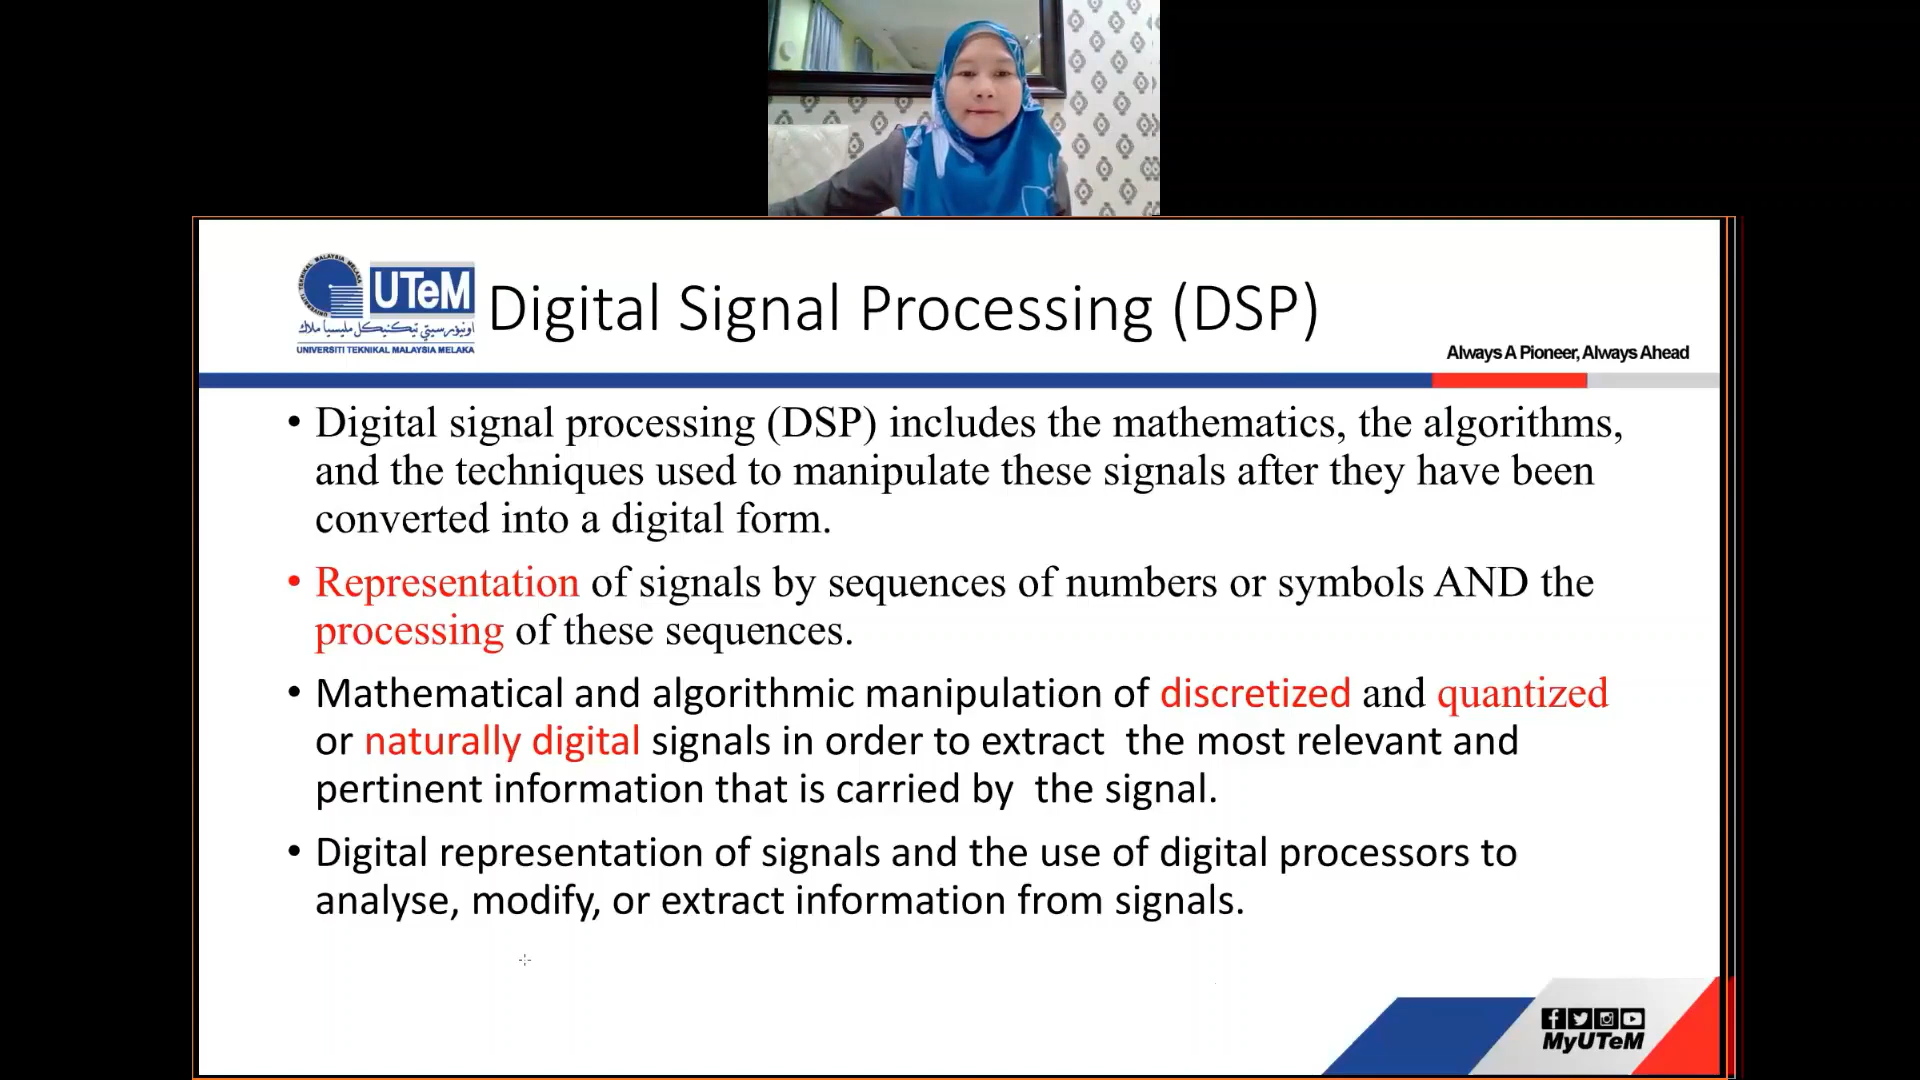 UTeM
اونيۏرسيتي تيكنيكل مليسيا ملاك
UNIVERSITI TEKNIKAL MALAYSIA MELAKA
Digital Signal Processing (DSP)
Always A Pioneer, Always Ahead
• Digital signal processing (DSP) includes the mathematics, the algorithms,
and the techniques used to manipulate these signals after they have been
converted into a digital form.
• Representation of signals by sequences of numbers or symbols AND the
processing of these sequences.
• Mathematical and algorithmic manipulation of discretized and quantized
or naturally digital signals in order to extract  the most relevant and
pertinent information that is carried by  the signal.
• Digital representation of signals and the use of digital processors to
analyse, modify, or extract information from signals.
MyUTeM